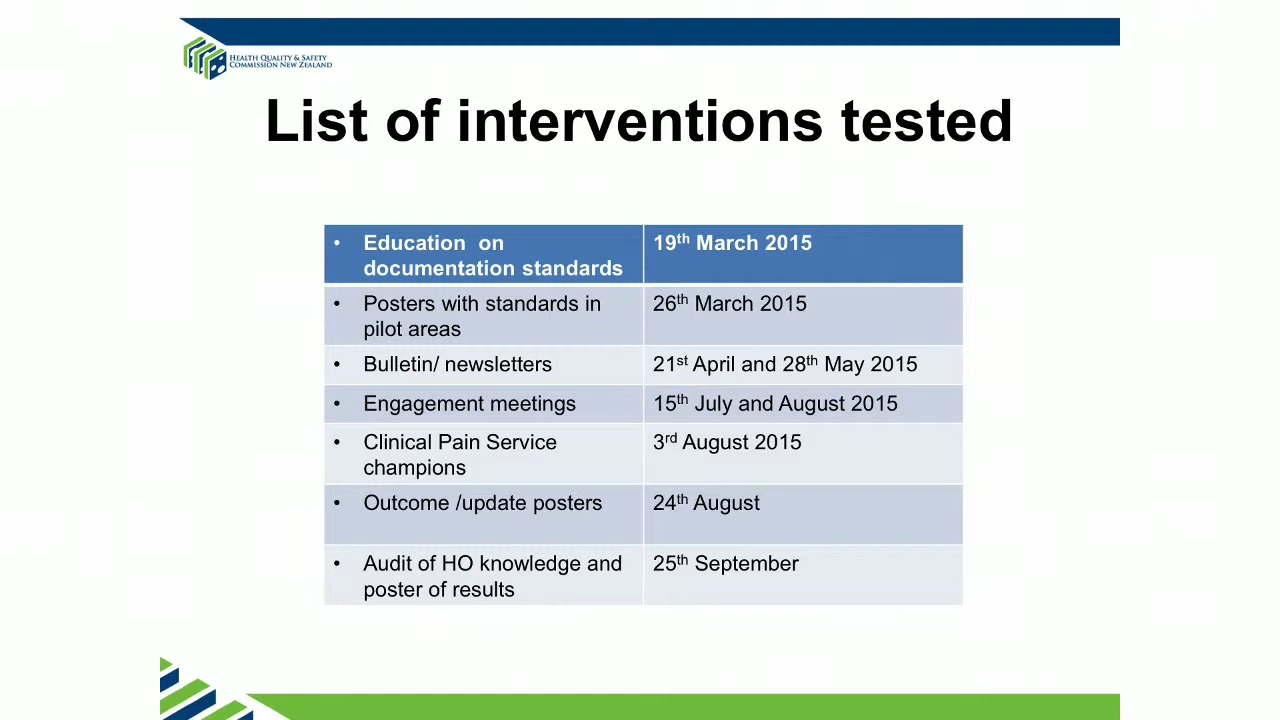 HEALTH QUALITY & SAFETY
COMMISSION NEW ZEALAND
List of interventions tested
• Education on
documentation standards
19th March 2015
• Posters with standards in
pilot areas
26th March 2015
• Bulletin/ newsletters
21st April and 28th May 2015
• Engagement meetings
15th July and August 2015
• Clinical Pain Service
champions
3rd August 2015
• Outcome /update posters
24th August
• Audit of HO knowledge and
poster of results
25th September